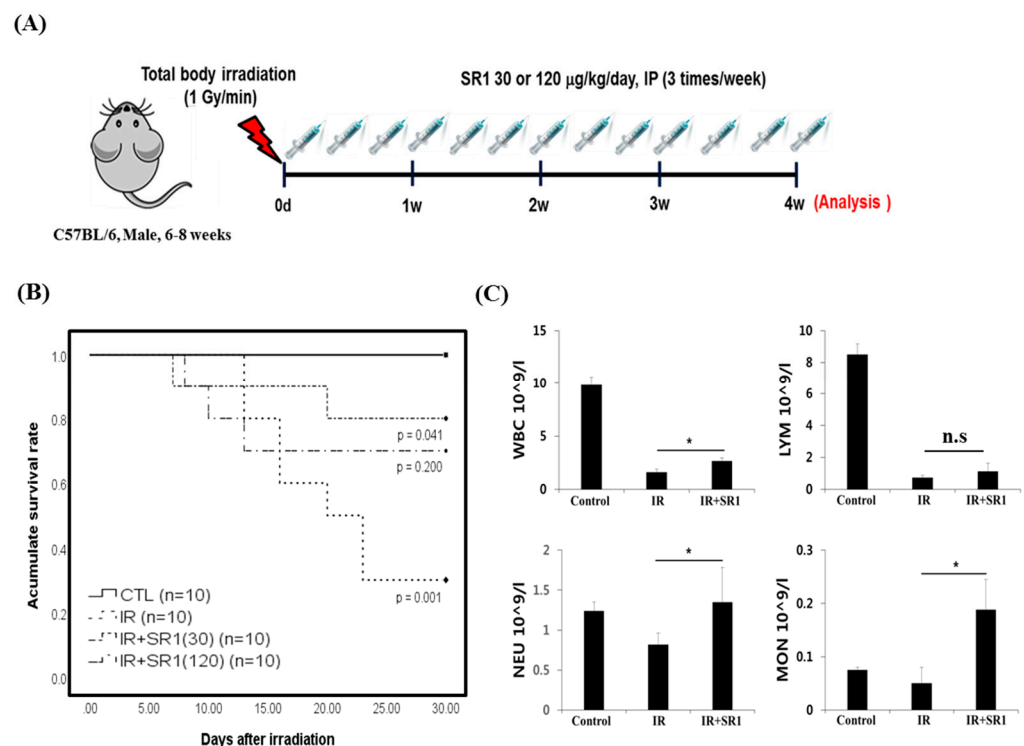 (A)
Total body irradiation
(1 Gy/min)
SR1 30 or 120 μg/kg/day, IP (3 times/week)
0d
1w
2w
3w
4w
(Analysis )
C57BL/6, Male, 6-8 weeks
(B)
Acumulate survival rate
1.0
0.8
0.6
0.4
0.2
0.0
p = 0.041
p = 0.200
p = 0.001
CTL (n=10)
IR (n=10)
IR+SR1(30) (n=10)
IR+SR1(120) (n=10)
.00
5.00
10.00
15.00
20.00
25.00
30.00
Days after irradiation
(C)
WBC 10^9/l
15
10
5
0
*
Control
IR
IR+SR1
LYM 10^9/l
10
8
6
4
2
0
n.s
Control
IR
IR+SR1
NEU 10^9/l
2
1.5
1
0.5
0
*
Control
IR
IR+SR1
MON 10^9/l
0.3
0.2
0.1
0
*
Control
IR
IR+SR1